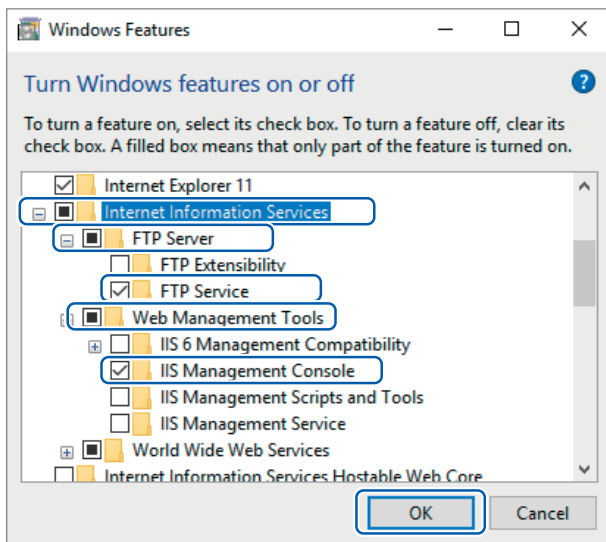 Windows Features
Turn Windows features on or off
To turn a feature on, select its check box. To turn a feature off, clear its
check box. A filled box means that only part of the feature is turned on.
Internet Explorer 11
Internet Information Services
FTP Server
FTP Extensibility
FTP Service
Web Management Tools
IIS 6 Management Compatibility
IIS Management Console
IIS Management Scripts and Tools
IIS Management Service
World Wide Web Services
Internet Information Services Hostable Web Core
OK Cancel